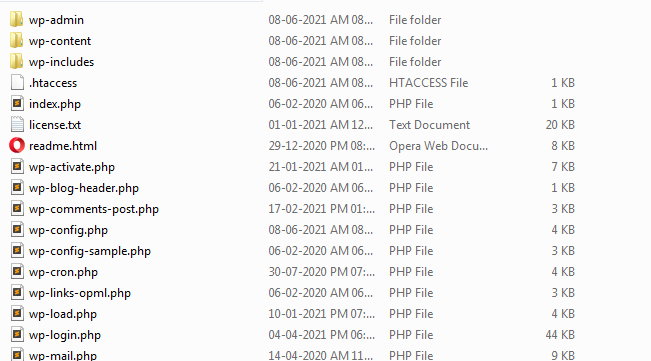 wp-admin 08-06-2021 AM 08... File folder
wp-content 08-06-2021 AM 08... File folder
wp-includes 08-06-2021 AM 08... File folder
.htaccess 08-06-2021 AM 08... HTACCESS File 1 KB
index.php 06-02-2020 AM 06... PHP File 1 KB
license.txt 01-01-2021 AM 12... Text Document 20 KB
readme.html 29-12-2020 PM 08:... Opera Web Docu... 8 KB
wp-activate.php 21-01-2021 AM 01... PHP File 7 KB
wp-blog-header.php 06-02-2020 AM 06... PHP File 1 KB
wp-comments-post.php 17-02-2021 PM 01:... PHP File 3 KB
wp-config.php 08-06-2021 AM 08... PHP File 4 KB
wp-config-sample.php 06-02-2020 AM 06... PHP File 3 KB
wp-cron.php 30-07-2020 PM 07:... PHP File 4 KB
wp-links-opml.php 06-02-2020 AM 06... PHP File 3 KB
wp-load.php 10-01-2021 PM 07:... PHP File 4 KB
wp-login.php 04-04-2021 PM 06:... PHP File 44 KB
wp-mail.php 14-04-2020 AM 11... PHP File 9 KB